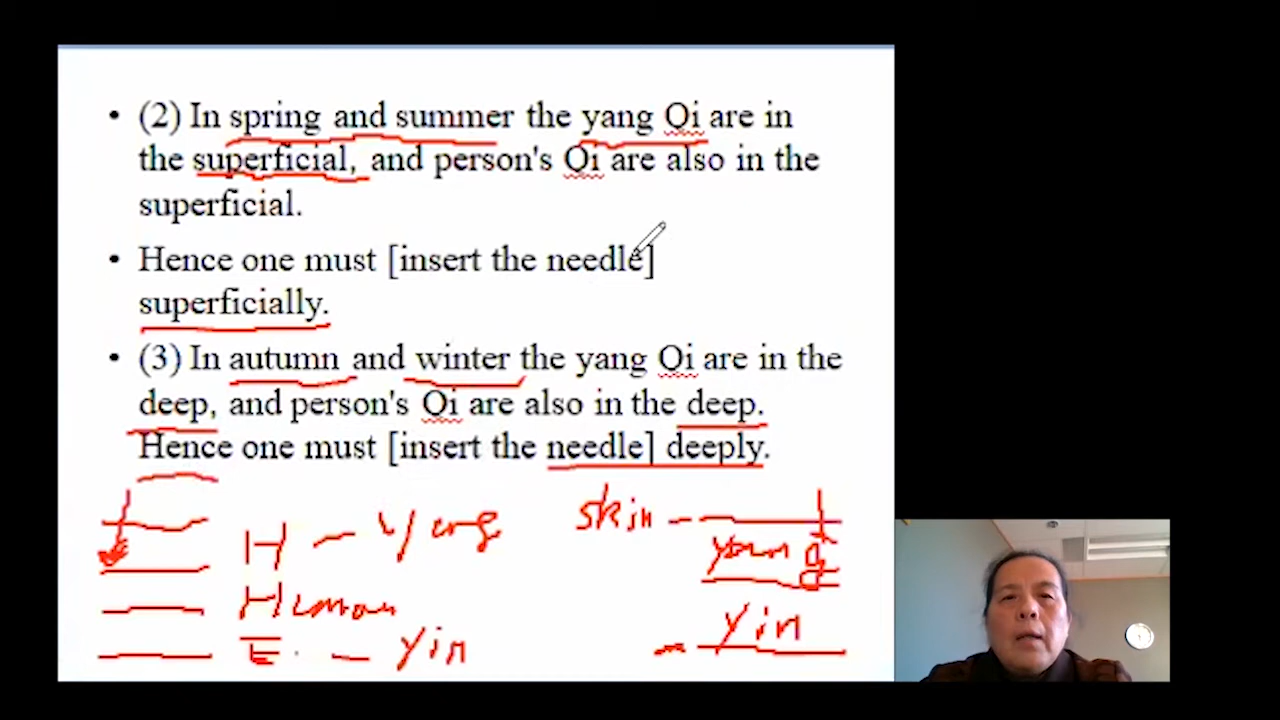 • (2) In spring and summer the yang Qi are in
the superficial, and person's Qi are also in the
superficial.
• Hence one must [insert the needle]
superficially.
• (3) In autumn and winter the yang Qi are in the
deep, and person's Qi are also in the deep.
Hence one must [insert the needle] deeply.
H - Yang
Human
E. - Yin
skin
yang
yin